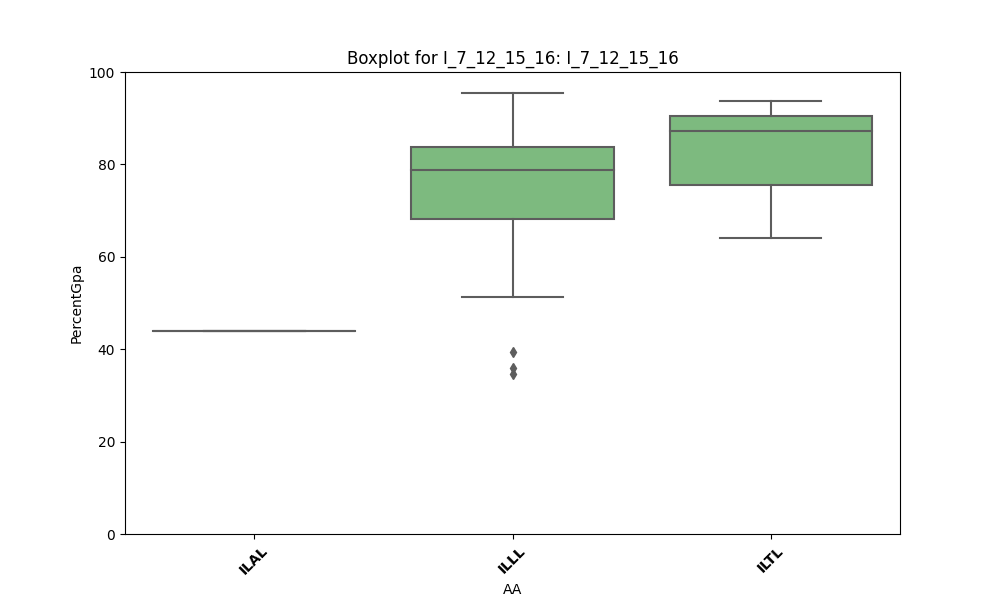 Boxplot for I_7_12_15_16: I_7_12_15_16
100
80
60
40
20
0
PercentGpa
ILAL
ILLL
ILTL
AA